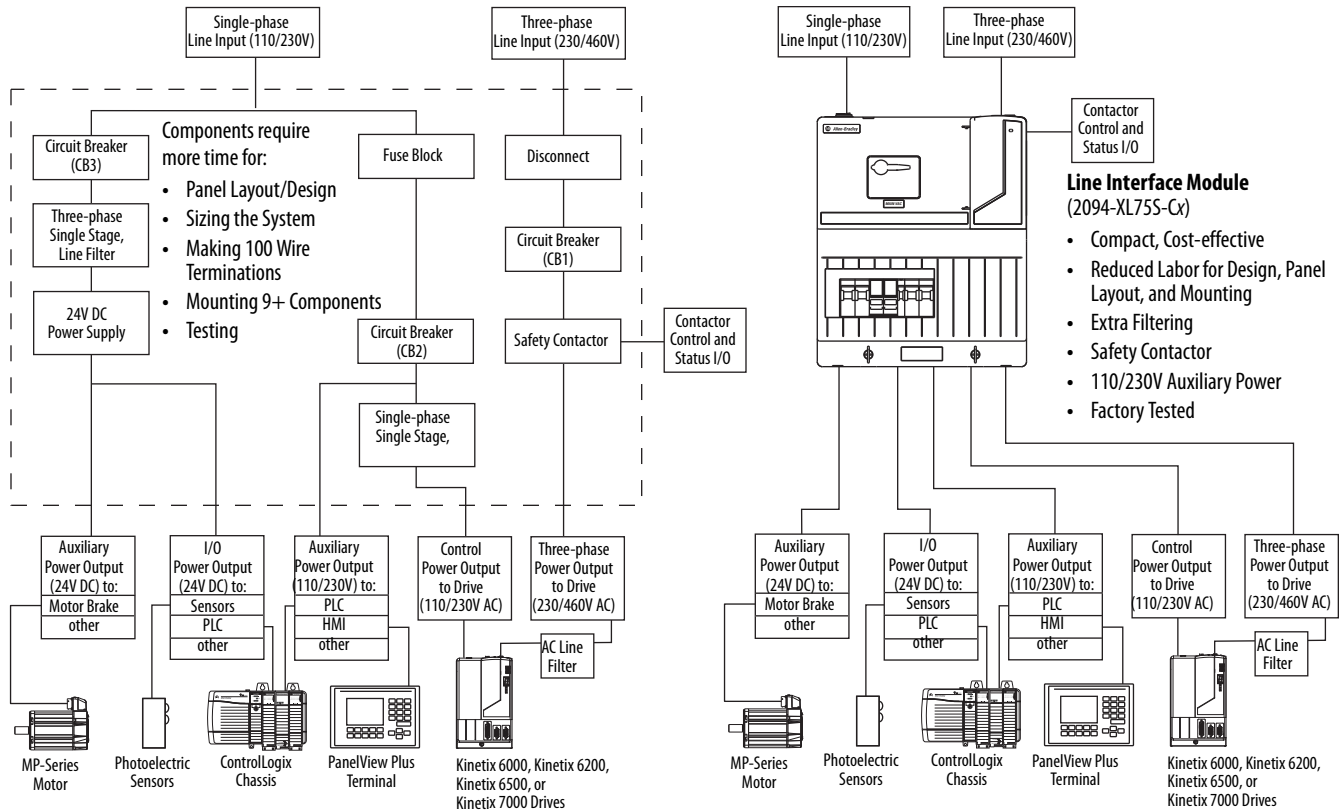 Single-phase
Line Input (110/230V)
Three-phase
Line Input (230/460V)
Circuit Breaker
(CB3)
Three-phase
Single Stage,
Line Filter
24V DC
Power Supply
Components require
more time for:
• Panel Layout/Design
• Sizing the System
• Making 100 Wire
Terminations
• Mounting 9+ Components
• Testing
Fuse Block
Circuit Breaker
(CB2)
Single-phase
Single Stage,
Disconnect
Circuit Breaker
(CB1)
Safety Contactor
Contactor
Control and
Status I/O
Auxiliary
Power Output
(24V DC) to:
Motor Brake
other
I/O
Power Output
(24V DC) to:
Sensors
PLC
other
Auxiliary
Power Output
(110/230V) to:
PLC
HMI
other
Control
Power Output
to Drive
(110/230V AC)
Three-phase
Power Output
to Drive
(230/460V AC)
AC Line
Filter
MP-Series
Motor
Photoelectric
Sensors
ControlLogix
Chassis
PanelView Plus
Terminal
Kinetix 6000, Kinetix 6200,
Kinetix 6500, or
Kinetix 7000 Drives
Single-phase
Line Input (110/230V)
Three-phase
Line Input (230/460V)
Allen-Bradley
Contactor
Control and
Status I/O
Line Interface Module
(2094-XL75S-Cx)
• Compact, Cost-effective
• Reduced Labor for Design, Panel
Layout, and Mounting
• Extra Filtering
• Safety Contactor
• 110/230V Auxiliary Power
• Factory Tested
Auxiliary
Power Output
(24V DC) to:
Motor Brake
other
I/O
Power Output
(24V DC) to:
Sensors
PLC
other
Auxiliary
Power Output
(110/230V) to:
PLC
HMI
other
Control
Power Output
to Drive
(110/230V AC)
Three-phase
Power Output
to Drive
(230/460V AC)
AC Line
Filter
MP-Series
Motor
Photoelectric
Sensors
ControlLogix
Chassis
PanelView Plus
Terminal
Kinetix 6000, Kinetix 6200,
Kinetix 6500, or
Kinetix 7000 Drives